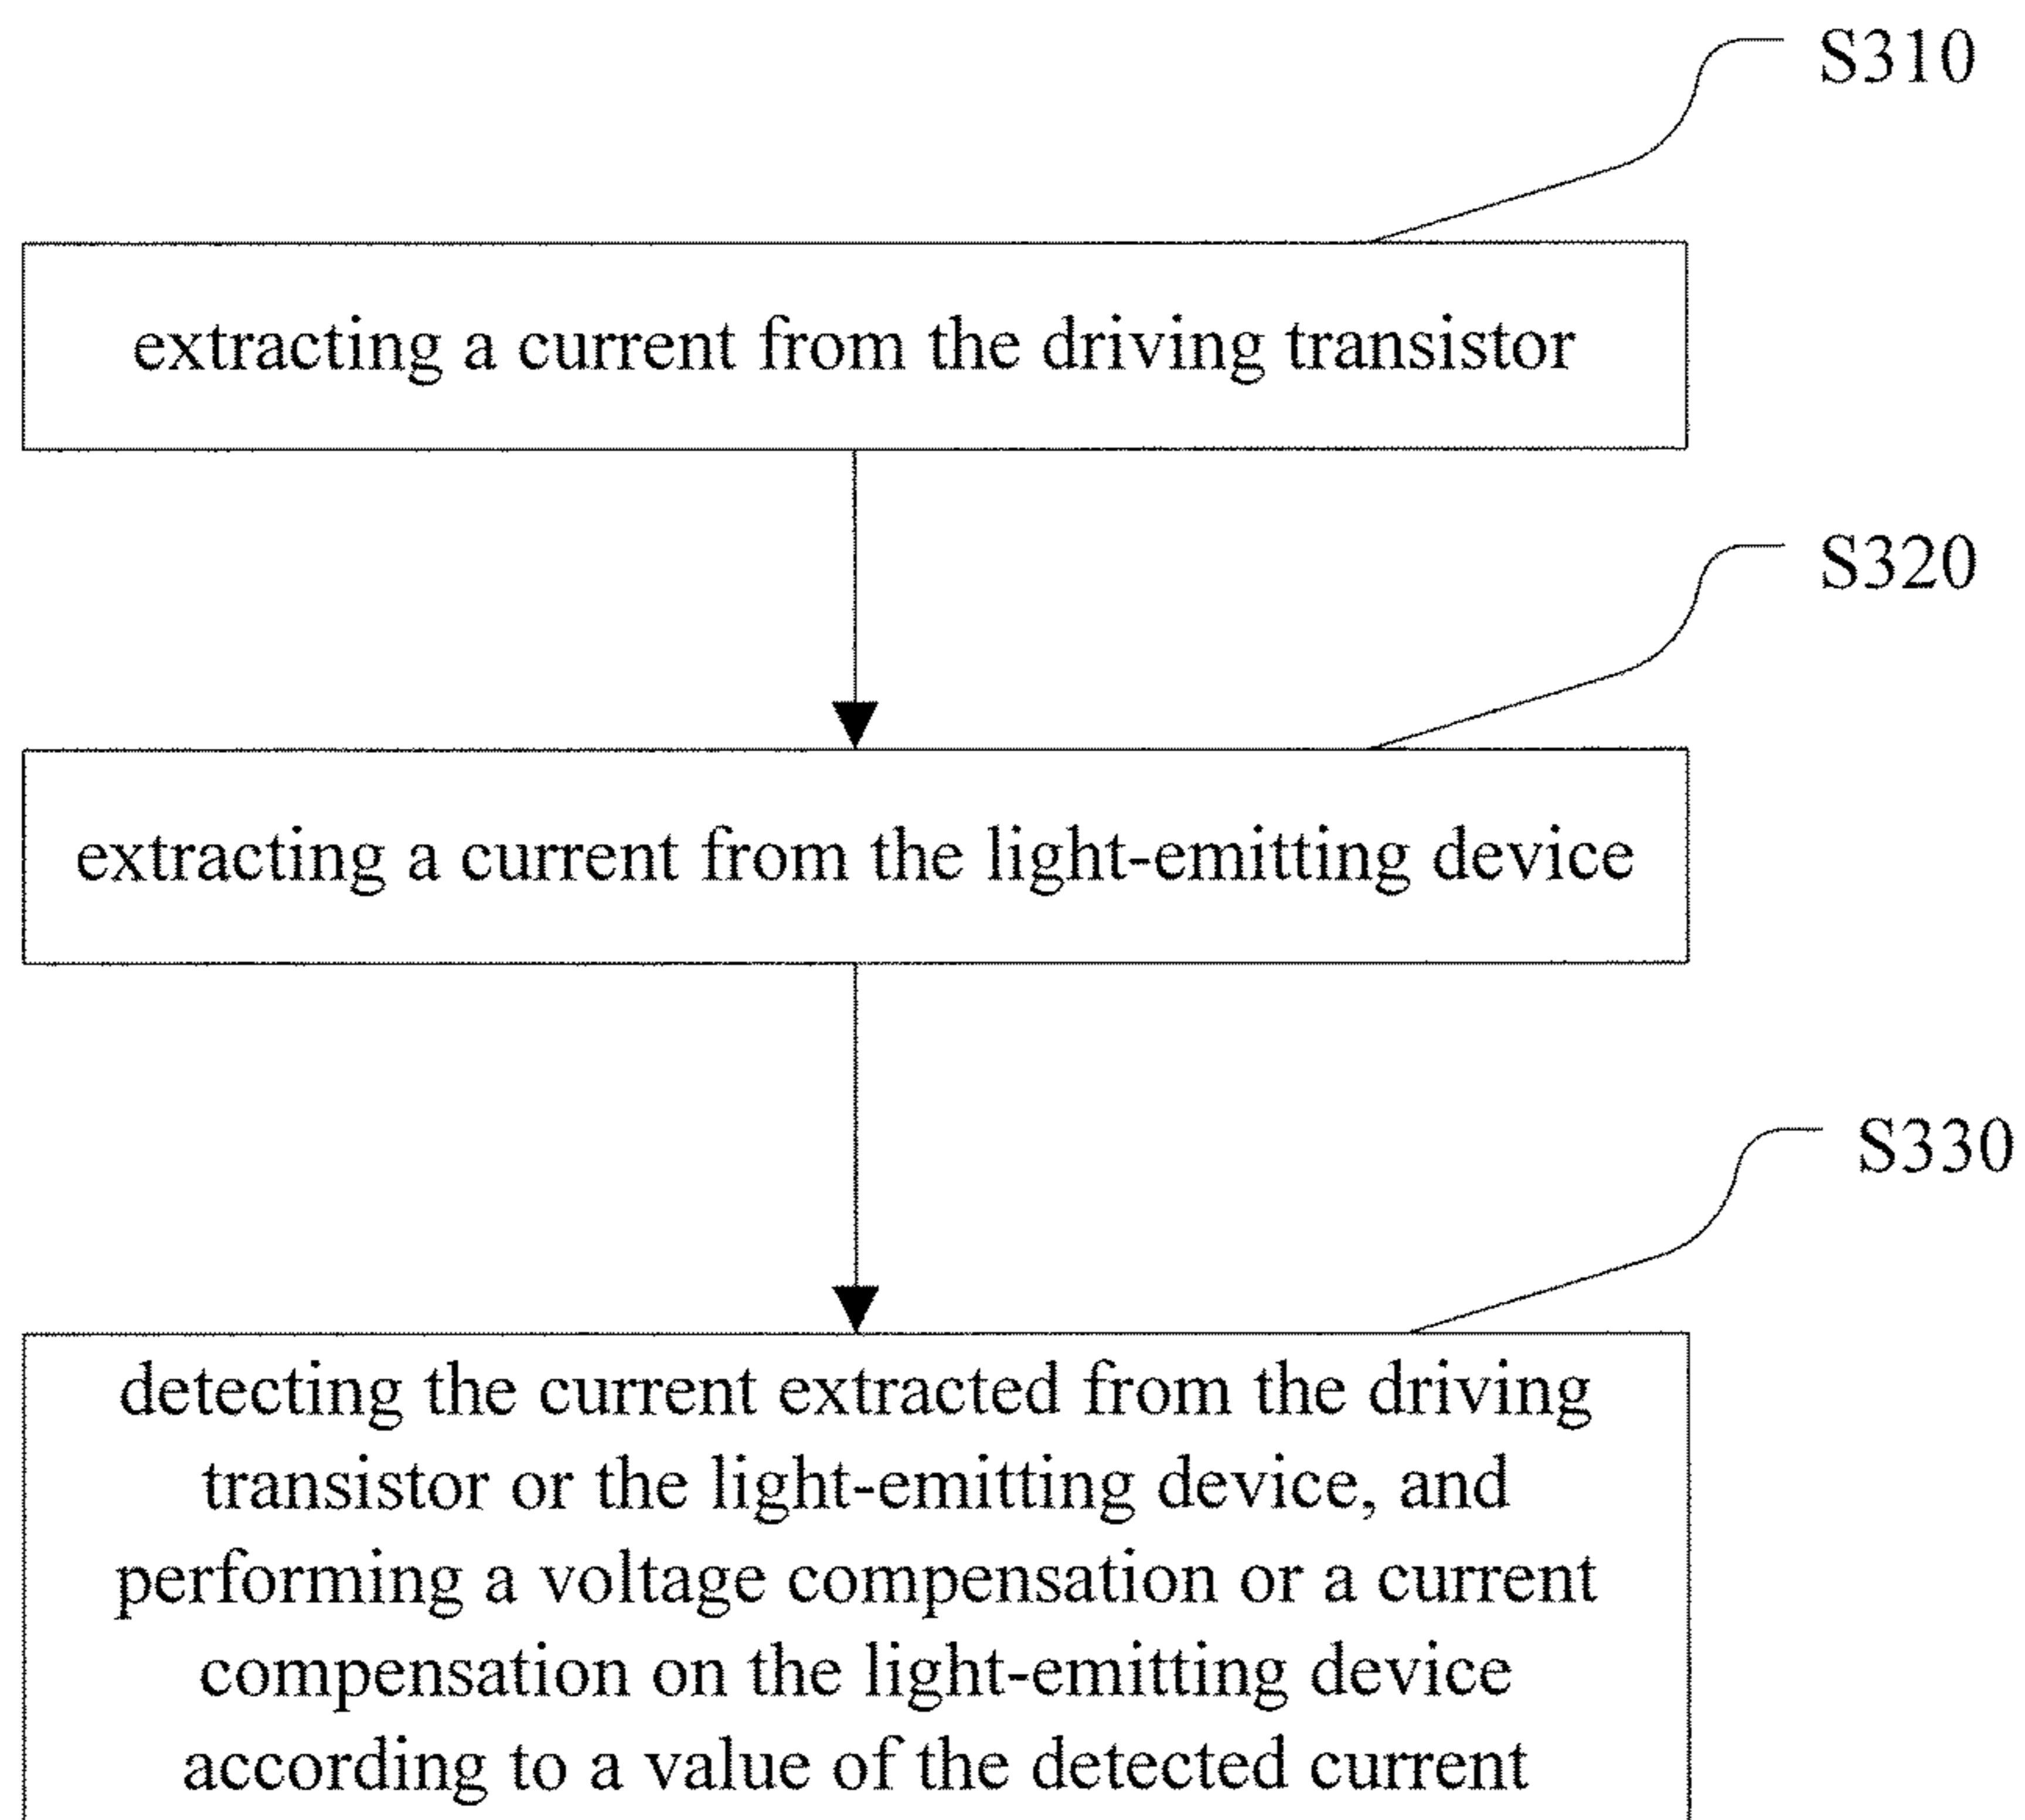 S310
extracting a current from the driving transistor
S320
extracting a current from the light-emitting device
S330
detecting the current extracted from the driving
transistor or the light-emitting device, and
performing a voltage compensation or a current
compensation on the light-emitting device
according to a value of the detected current